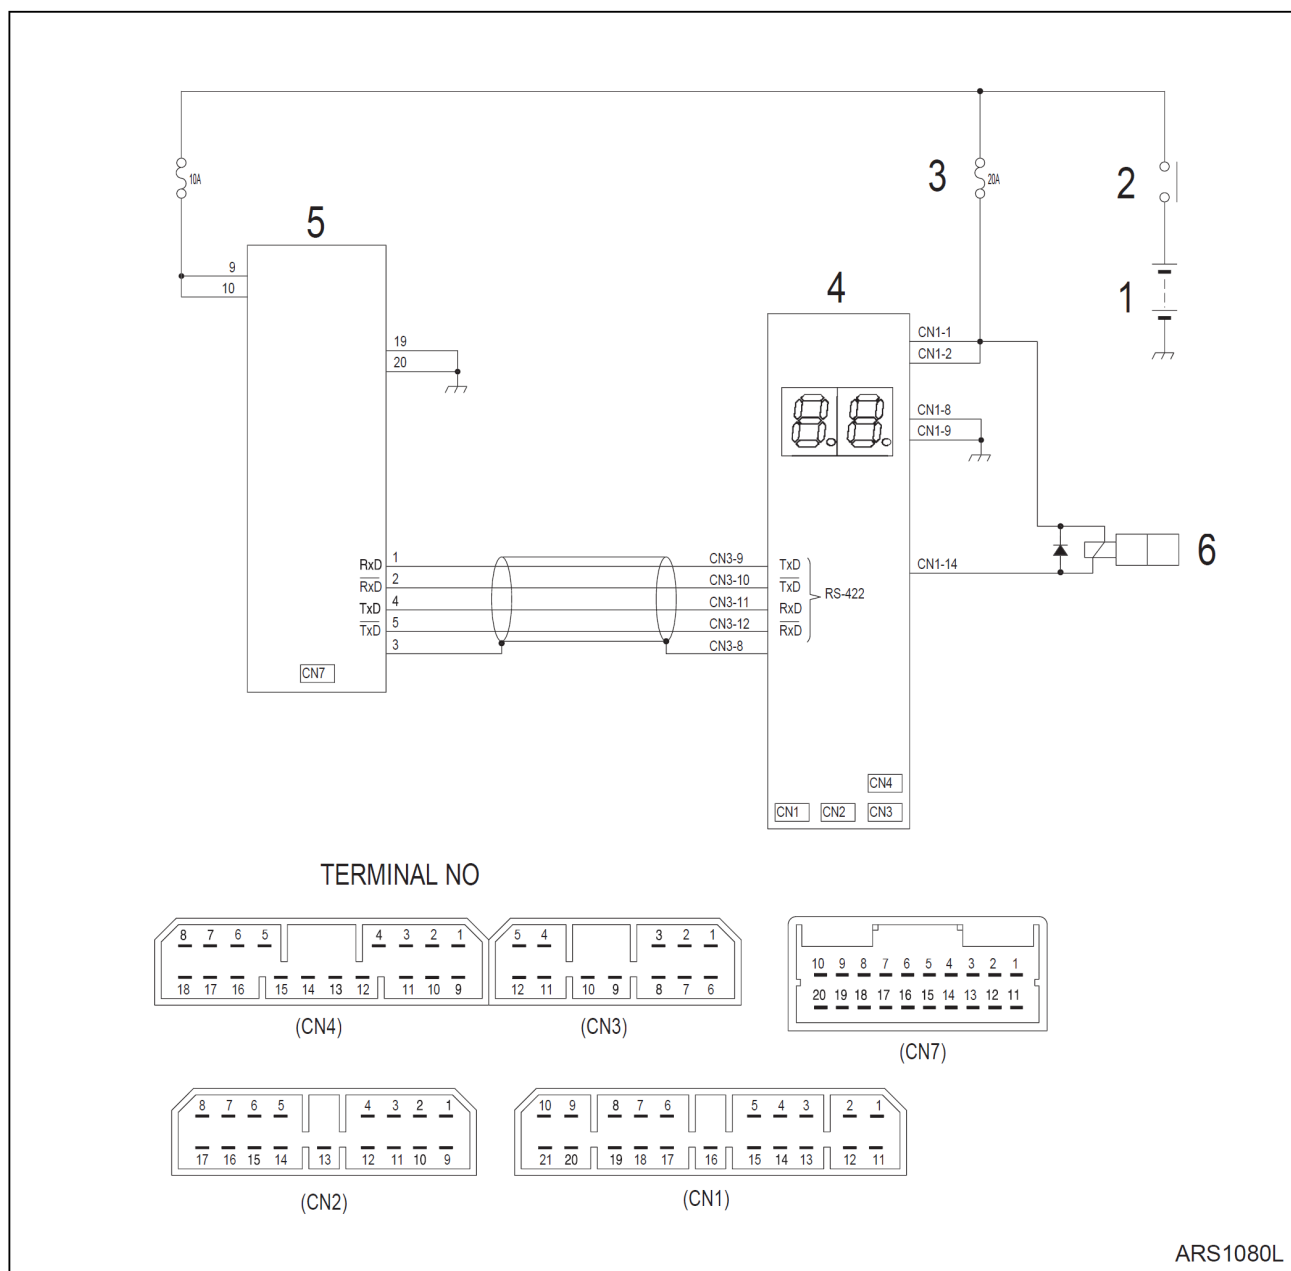 10A
3
20A
2
5
9
10
4
1
CN1-1
19
CN1-2
20
CN1-8
CN1-9
RxD 1 CN3-9 TxD
RxD 2 CN3-10 TxD
TxD 4 CN3-11 RxD
TxD 5 CN3-12 RxD
3 CN3-8
RS-422
CN1-14
6
CN7
CN4
CN1 CN2 CN3
TERMINAL NO
8 7 6 5 4 3 2 1
18 17 16 15 14 13 12 11 10 9
(CN4)
5 4 3 2 1
12 11 10 9 8 7 6
(CN3)
10 9 8 7 6 5 4 3 2 1
20 19 18 17 16 15 14 13 12 11
(CN7)
8 7 6 5 4 3 2 1
17 16 15 14 13 12 11 10 9
(CN2)
10 9 8 7 6 5 4 3 2 1
21 20 19 18 17 16 15 14 13 12 11
(CN1)
ARS1080L